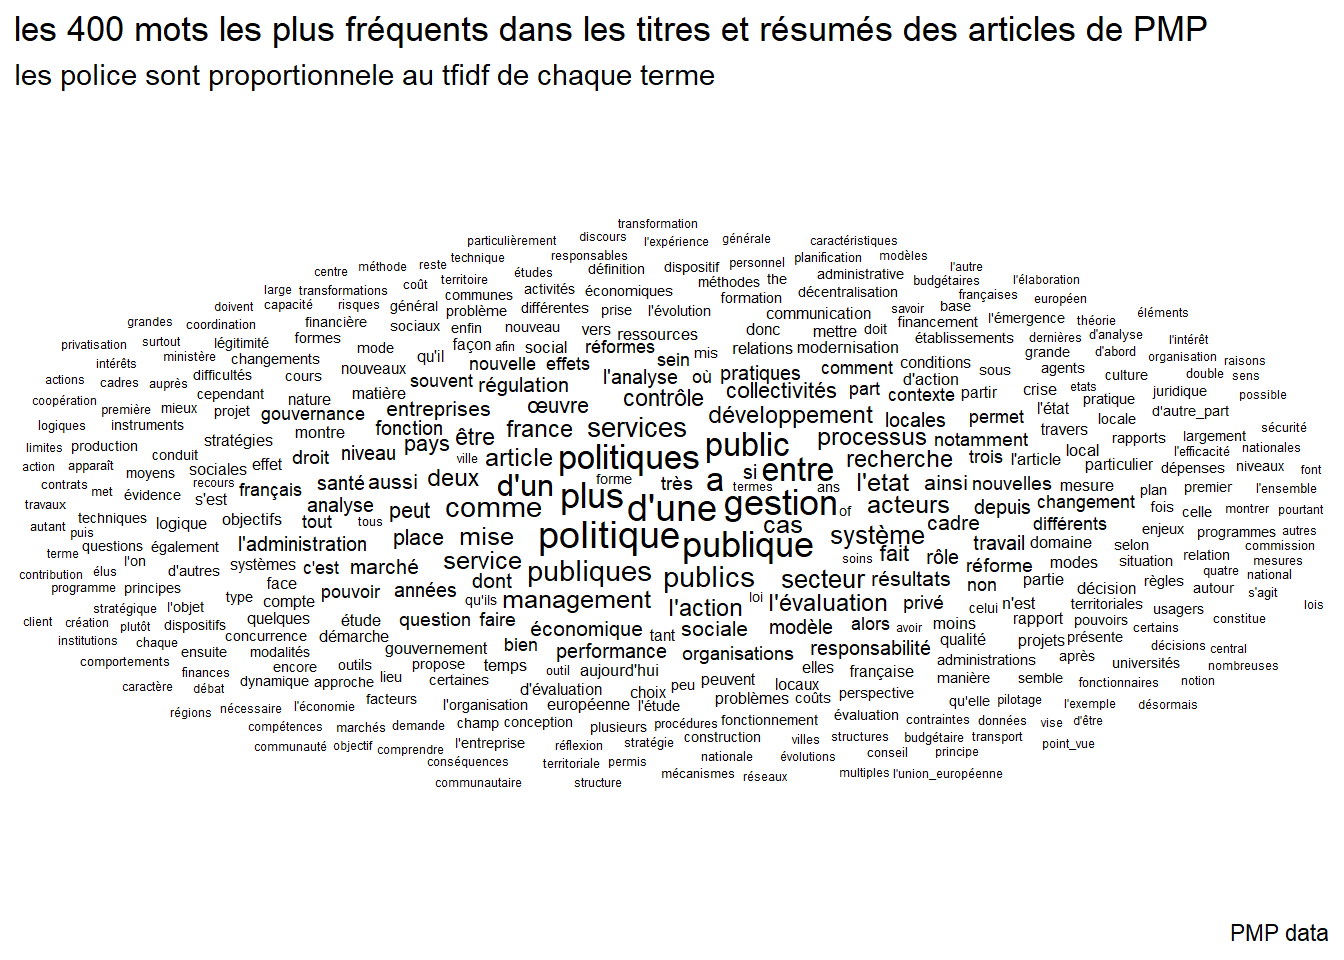 les 400 mots les plus fréquents dans les titres et résumés des articles de PMP
les police sont proportionnele au tfidf de chaque terme
transformation
particulièrement discours l'expérience générale caractéristiques
centre méthode reste technique responsables définition dispositif personnel planification modèles l'autre
large transformations coût territoire études activités économiques méthodes the administrative budgétaires l'élaboration
doivent capacité risques général communes problème différentes prise l'évolution formation décentralisation savoir base françaises européen
grandes coordination financière sociaux enfin nouveau vers ressources donc communication mettre doit financement l'émergence théorie éléments
privatisation surtout légitimité formes mode façon afin social réformes mis relations modernisation établissements dernières d'analyse l'intérêt
intérêts ministère changements qu'il nouvelle effets sein où pratiques comment conditions grande d'abord organisation raisons
actions cadres auprès difficultés cours nouveaux souvent régulation l'analyse collectivités part d'action sous agents culture double sens
coopération première mieux cependant projet nature matière entreprises œuvre contrôle développement contexte partir crise etats pratique juridique possible
logiques instruments gouvernance fonction france services public locales permet l'état locale d'autre_part
limites production conduit stratégies montre pays être article politiques processus notamment travers local rapports largement l'efficacité sécurité nationales
action apparaît moyens sociales effet droit niveau ville deux forme très a si entre recherche trois l'article particulier dépenses niveaux font
contrats met évidence recours s'est français santé aussi d'un plus d'une termes gestion ans l'etat ainsi nouvelles mesure plan premier l'ensemble
travaux techniques logique objectifs analyse tout tous peut comme cas of acteurs depuis changement fois celle montrer pourtant
autant puis questions également l'administration place mise politique publique système cadre différents enjeux programmes autres
terme l'on d'autres systèmes c'est marché service soins fait rôle travail domaine selon relation commission mesures
contribution élus programme principes face pouvoir années dont publiques publics secteur résultats réforme non modes partie situation décision règles quatre national
stratégique l'objet type compte qu'ils management l'action loi l'évaluation privé celui n'est territoriales autour s'agit usagers lois
client création plutôt dispositifs quelques étude question faire économique tant sociale modèle alors avoir moins rapport pouvoirs certains constitue
institutions chaque concurrence démarche gouvernement bien performance organisations responsabilité qualité projets présente décisions central
comportements ensuite modalités encore outils propose temps outil aujourd'hui elles française administrations après universités nombreuses
caractère finances débat dynamique approche lieu certaines d'évaluation choix peu peuvent locaux coûts perspective manière semble fonctionnaires notion
régions nécessaire l'économie facteurs l'organisation européenne l'étude problèmes évaluation qu'elle pilotage l'exemple désormais
compétences marchés demande champ conception plusieurs procédures fonctionnement contraintes données vise d'être
communauté objectif comprendre l'entreprise réflexion stratégie construction villes structures budgétaire transport point_vue
conséquences territoriale permis nationale évolutions conseil principe
communautaire structure mécanismes réseaux multiples l'union_européenne
PMP data